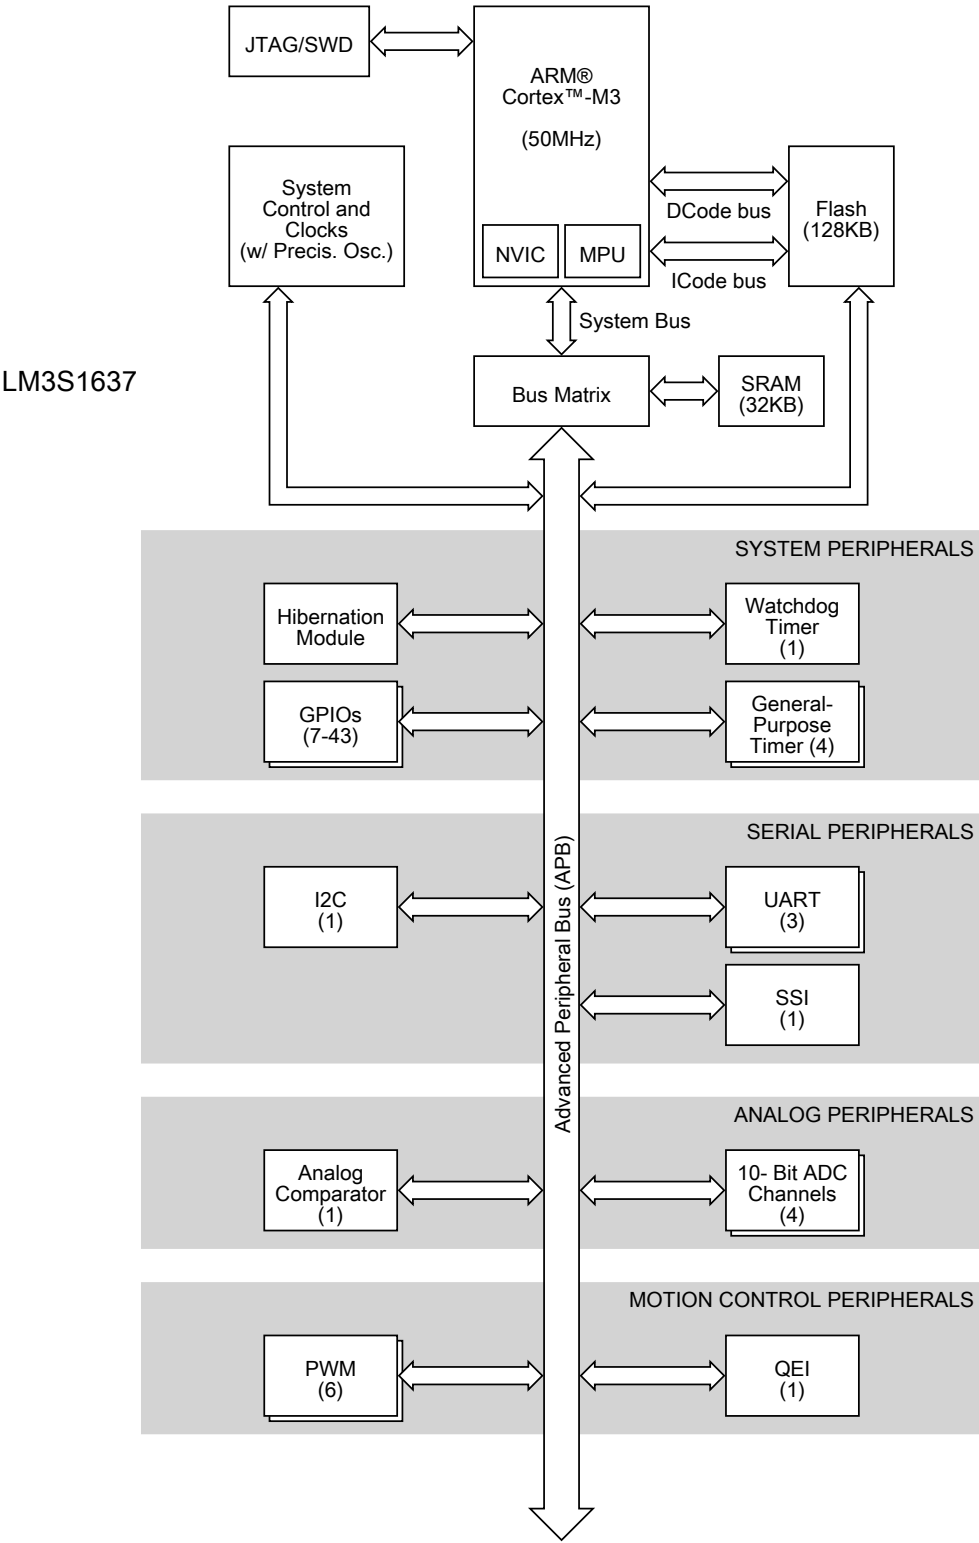 JTAG/SWD
ARM®
Cortex™-M3
(50MHz)
NVIC
MPU
System
Control and
Clocks
(w/ Precis. Osc.)
DCode bus
ICode bus
Flash
(128KB)
System Bus
LM3S1637
Bus Matrix
SRAM
(32KB)
SYSTEM PERIPHERALS
Hibernation
Module
Watchdog
Timer
(1)
GPIOs
(7-43)
General-
Purpose
Timer (4)
Advanced Peripheral Bus (APB)
SERIAL PERIPHERALS
I2C
(1)
UART
(3)
SSI
(1)
ANALOG PERIPHERALS
Analog
Comparator
(1)
10- Bit ADC
Channels
(4)
MOTION CONTROL PERIPHERALS
PWM
(6)
QEI
(1)